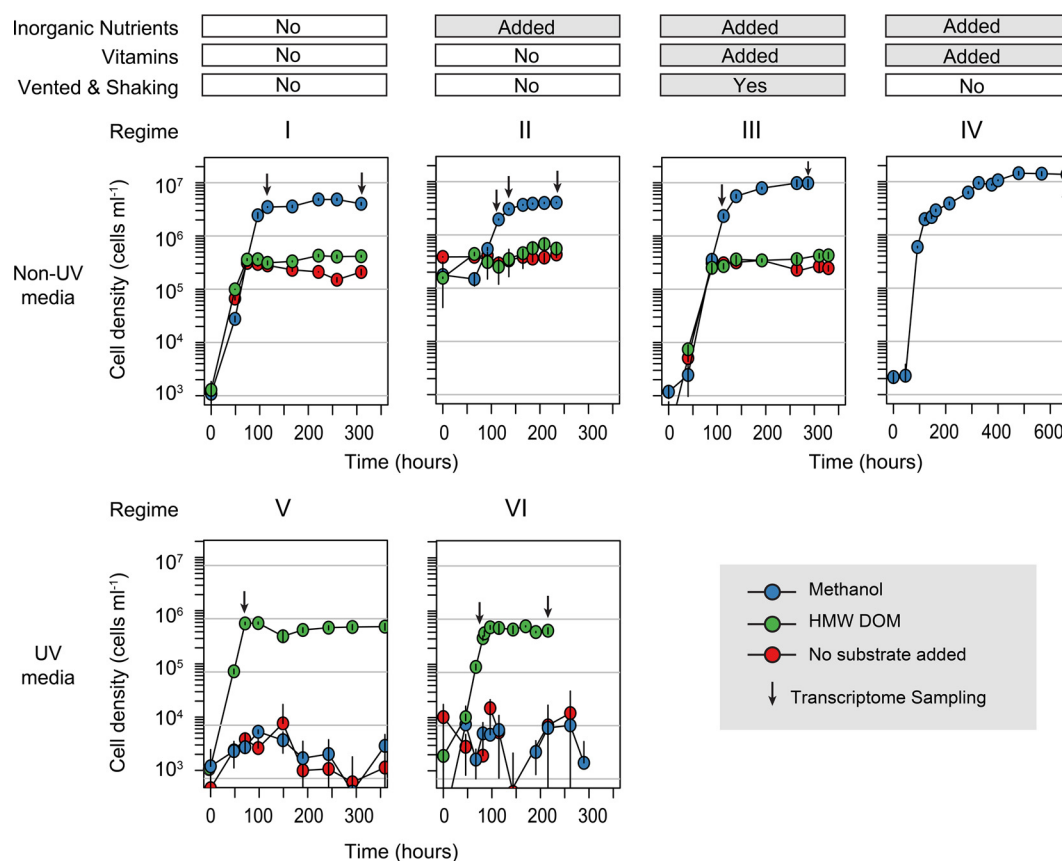 Inorganic Nutrients No Added Added Added
Vitamins No No Added Added
Vented & Shaking No No Yes No
Regime I II III IV
Non-UV media
Cell density (cells ml⁻¹)
10⁷
10⁶
10⁵
10⁴
10³
0 100 200 300 0 100 200 300 0 100 200 300 0 200 400 600
Time (hours) Time (hours)
Regime V VI
UV media
Cell density (cells ml⁻¹)
10⁷
10⁶
10⁵
10⁴
10³
0 100 200 300 0 100 200 300
Time (hours)
Methanol
HMW DOM
No substrate added
Transcriptome Sampling